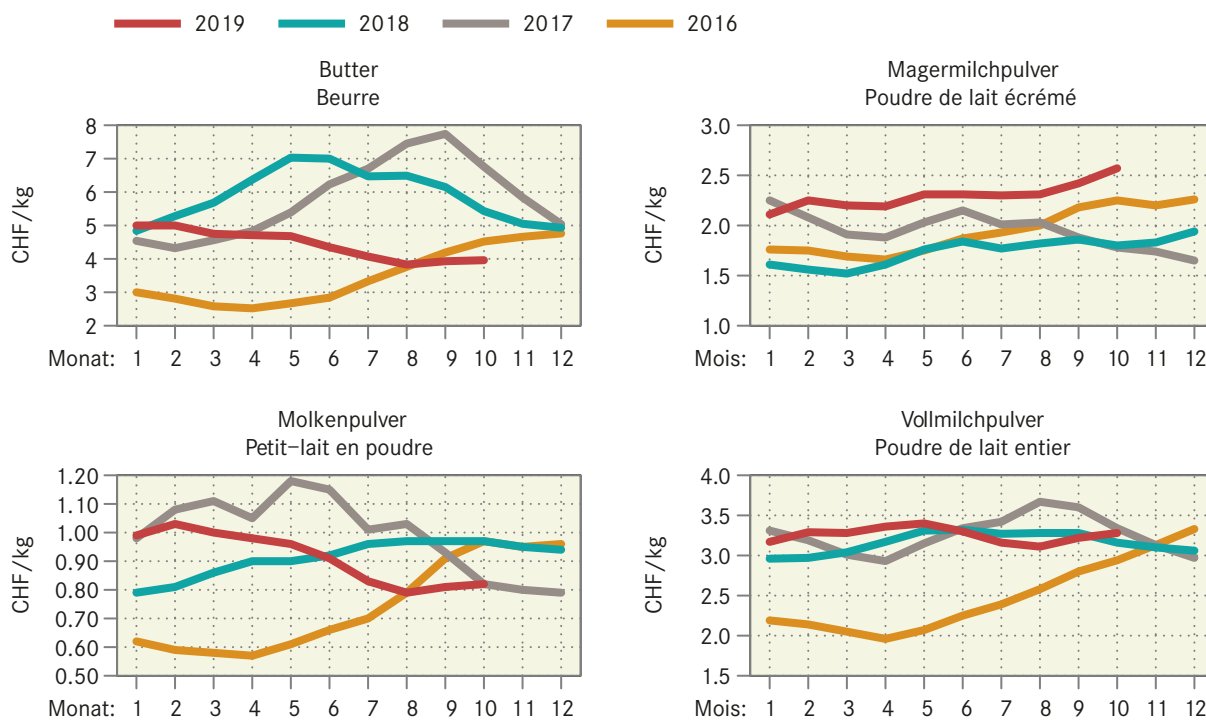 2019 2018 2017 2016
Butter
Beurre
CHF/kg
8
7
6
5
4
3
2
Monat: 1 2 3 4 5 6 7 8 9 10 11 12
Magermilchpulver
Poudre de lait écrémé
CHF/kg
3.0
2.5
2.0
1.5
1.0
Mois: 1 2 3 4 5 6 7 8 9 10 11 12
Molkenpulver
Petit-lait en poudre
CHF/kg
1.20
1.10
1.00
0.90
0.80
0.70
0.60
0.50
Monat: 1 2 3 4 5 6 7 8 9 10 11 12
Vollmilchpulver
Poudre de lait entier
CHF/kg
4.0
3.5
3.0
2.5
2.0
1.5
Mois: 1 2 3 4 5 6 7 8 9 10 11 12